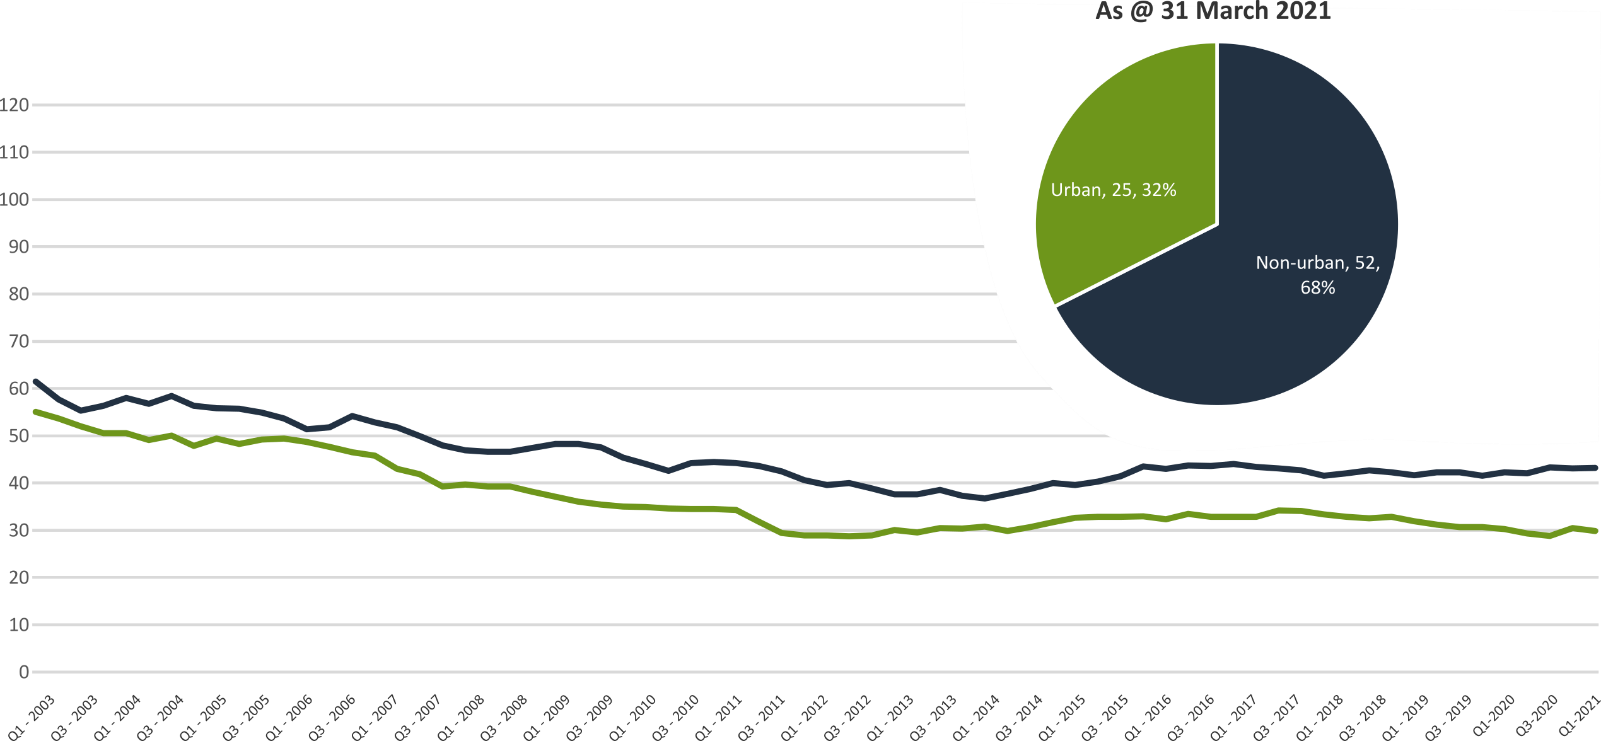 As @ 31 March 2021
Urban, 25, 32%
Non-urban, 52,
68%
120
110
100
90
80
70
60
50
40
30
20
10
0
Q1 - 2003
Q3 - 2003
Q1 - 2004
Q3 - 2004
Q1 - 2005
Q3 - 2005
Q1 - 2006
Q3 - 2006
Q1 - 2007
Q3 - 2007
Q1 - 2008
Q3 - 2008
Q1 - 2009
Q3 - 2009
Q1 - 2010
Q3 - 2010
Q1 - 2011
Q3 - 2011
Q1 - 2012
Q3 - 2012
Q1 - 2013
Q3 - 2013
Q1 - 2014
Q3 - 2014
Q1 - 2015
Q3 - 2015
Q1 - 2016
Q3 - 2016
Q1 - 2017
Q3 - 2017
Q1 - 2018
Q3 - 2018
Q1 - 2019
Q3 - 2019
Q1-2020
Q3-2020
Q1-2021